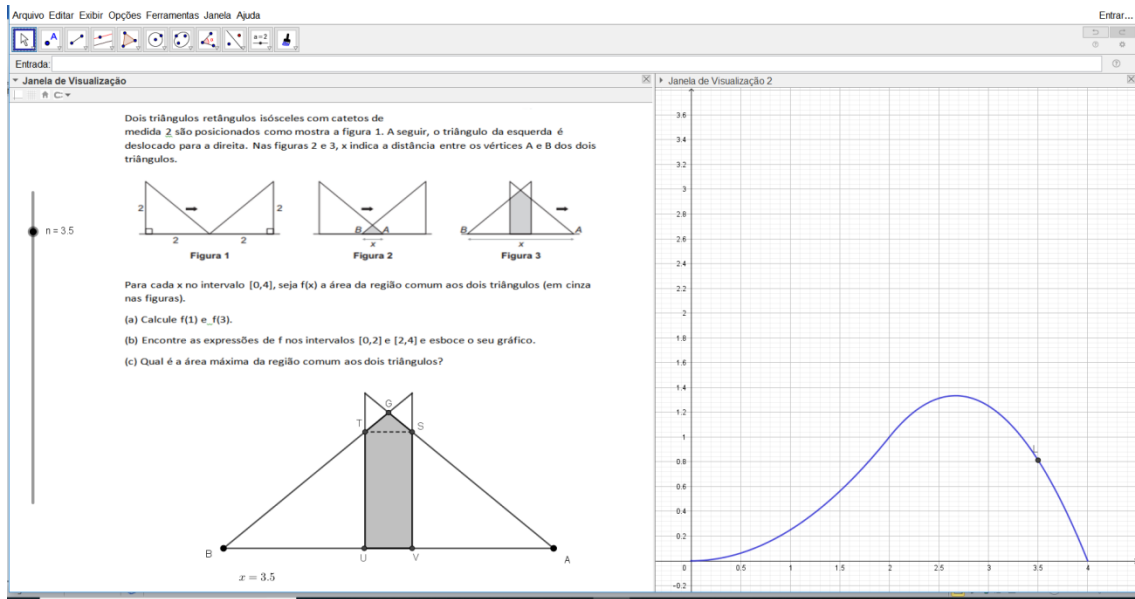 Arquivo Editar Exibir Opções Ferramentas Janela Ajuda
Entrar...
a=2
Entrada:
Janela de Visualização
Janela de Visualização 2
Dois triângulos retângulos isósceles com catetos de
medida 2 são posicionados como mostra a figura 1. A seguir, o triângulo da esquerda é
deslocado para a direita. Nas figuras 2 e 3, x indica a distância entre os vértices A e B dos dois
triângulos.
2
2
2
2
Figura 1
B
A
x
Figura 2
B
A
x
Figura 3
n = 3.5
Para cada x no intervalo [0,4], seja f(x) a área da região comum aos dois triângulos (em cinza
nas figuras).
(a) Calcule f(1) e f(3).
(b) Encontre as expressões de f nos intervalos [0,2] e [2,4] e esboce o seu gráfico.
(c) Qual é a área máxima da região comum aos dois triângulos?
G
T
S
B
U
V
A
x = 3.5
3.6
3.4
3.2
3
2.8
2.6
2.4
2.2
2
1.8
1.6
1.4
1.2
1
0.8
0.6
0.4
0.2
0
-0.2
0.5
1
1.5
2
2.5
3
3.5
4
L